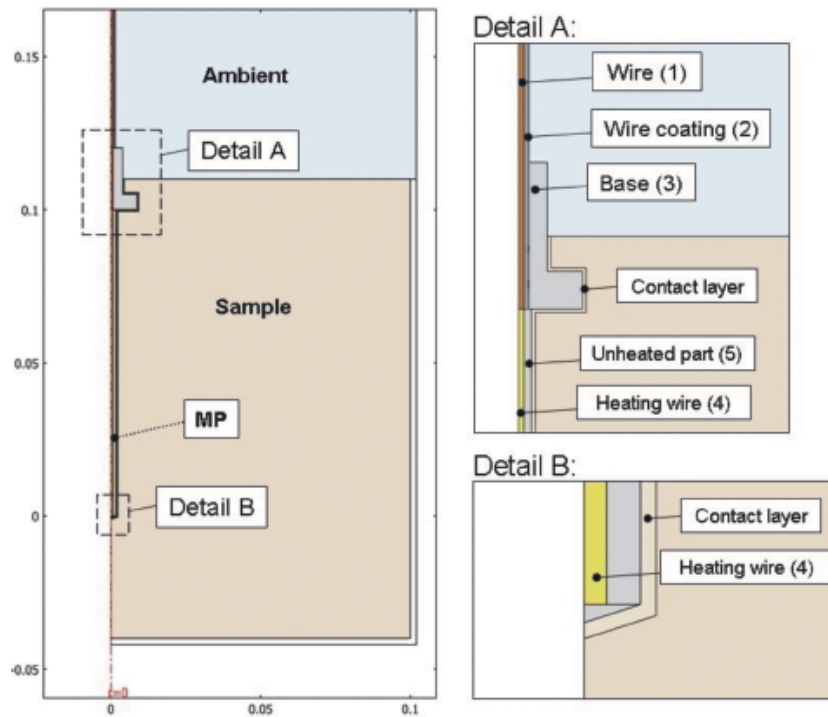 0.15
0.1
0.05
0
-0.05
0
0.05
0.1
r=0
Ambient
Detail A
Sample
MP
Detail B
Detail A:
Wire (1)
Wire coating (2)
Base (3)
Contact layer
Unheated part (5)
Heating wire (4)
Detail B:
Contact layer
Heating wire (4)